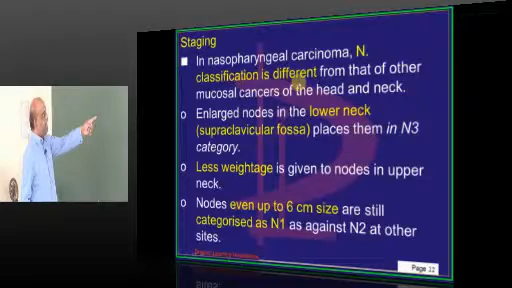 Staging
In nasopharyngeal carcinoma, N.
classification is different from that of other
mucosal cancers of the head and neck.
o Enlarged nodes in the lower neck
(supraclavicular fossa) places them in N3
category.
o Less weightage is given to nodes in upper
neck.
o Nodes even up to 6 cm size are still
categorised as N1 as against N2 at other
sites.
Page 22